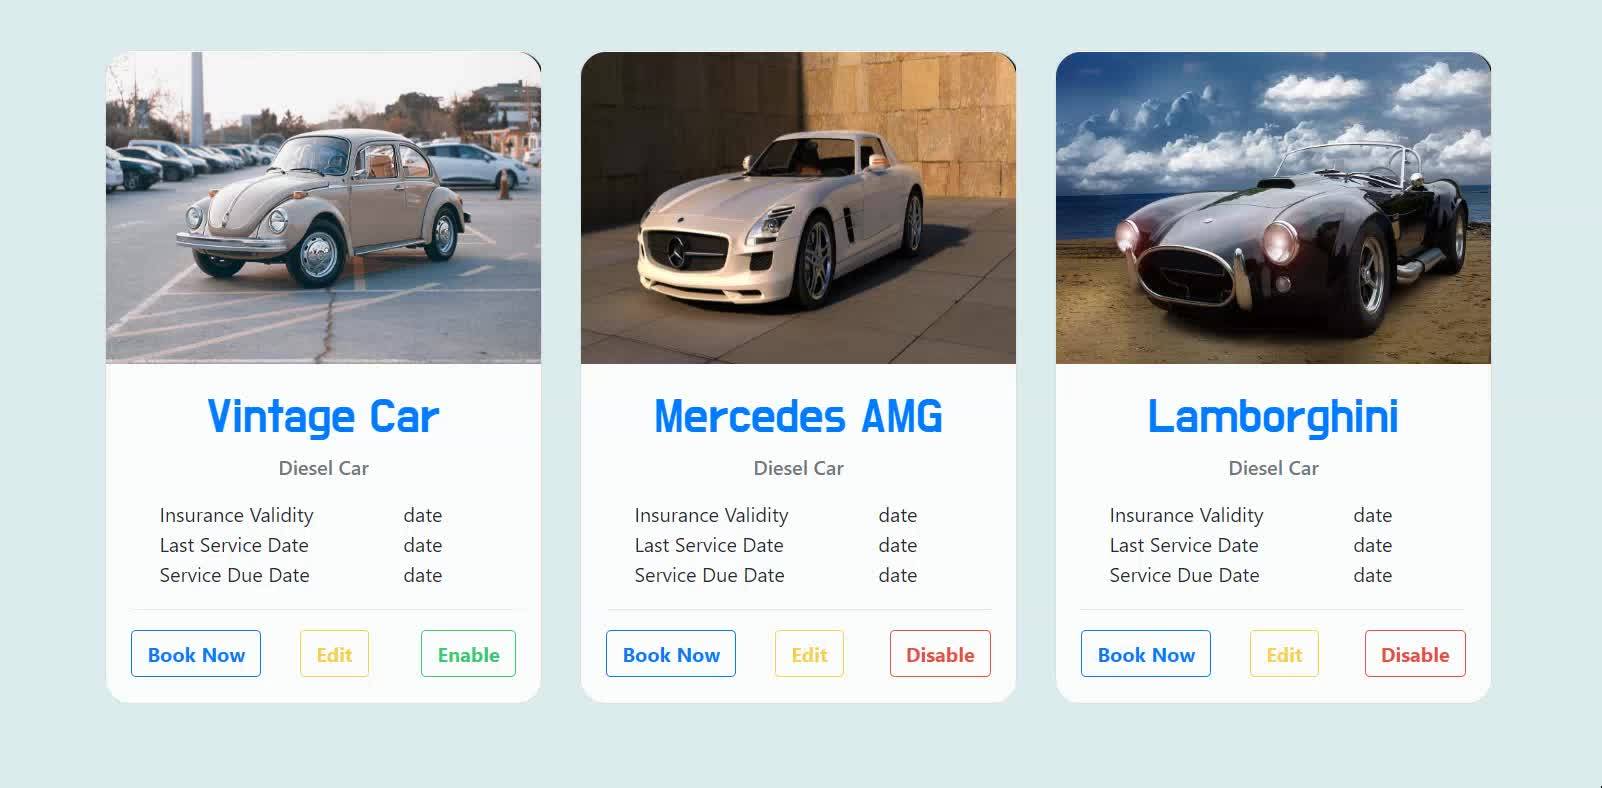 Vintage Car
Diesel Car
Insurance Validity date
Last Service Date date
Service Due Date date
Book Now Edit Enable
Mercedes AMG
Diesel Car
Insurance Validity date
Last Service Date date
Service Due Date date
Book Now Edit Disable
Lamborghini
Diesel Car
Insurance Validity date
Last Service Date date
Service Due Date date
Book Now Edit Disable